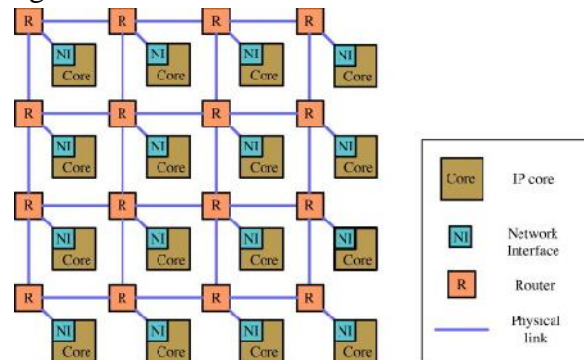 R R R R
NI NI NI NI
Core Core Core Core
R R R R
NI NI NI NI
Core Core Core Core
Core IP core
R R R R
NI NI NI NI
Core Core Core Core
NI Network
Interface
R Router
R R R R
Physical
link
NI NI NI NI
Core Core Core Core